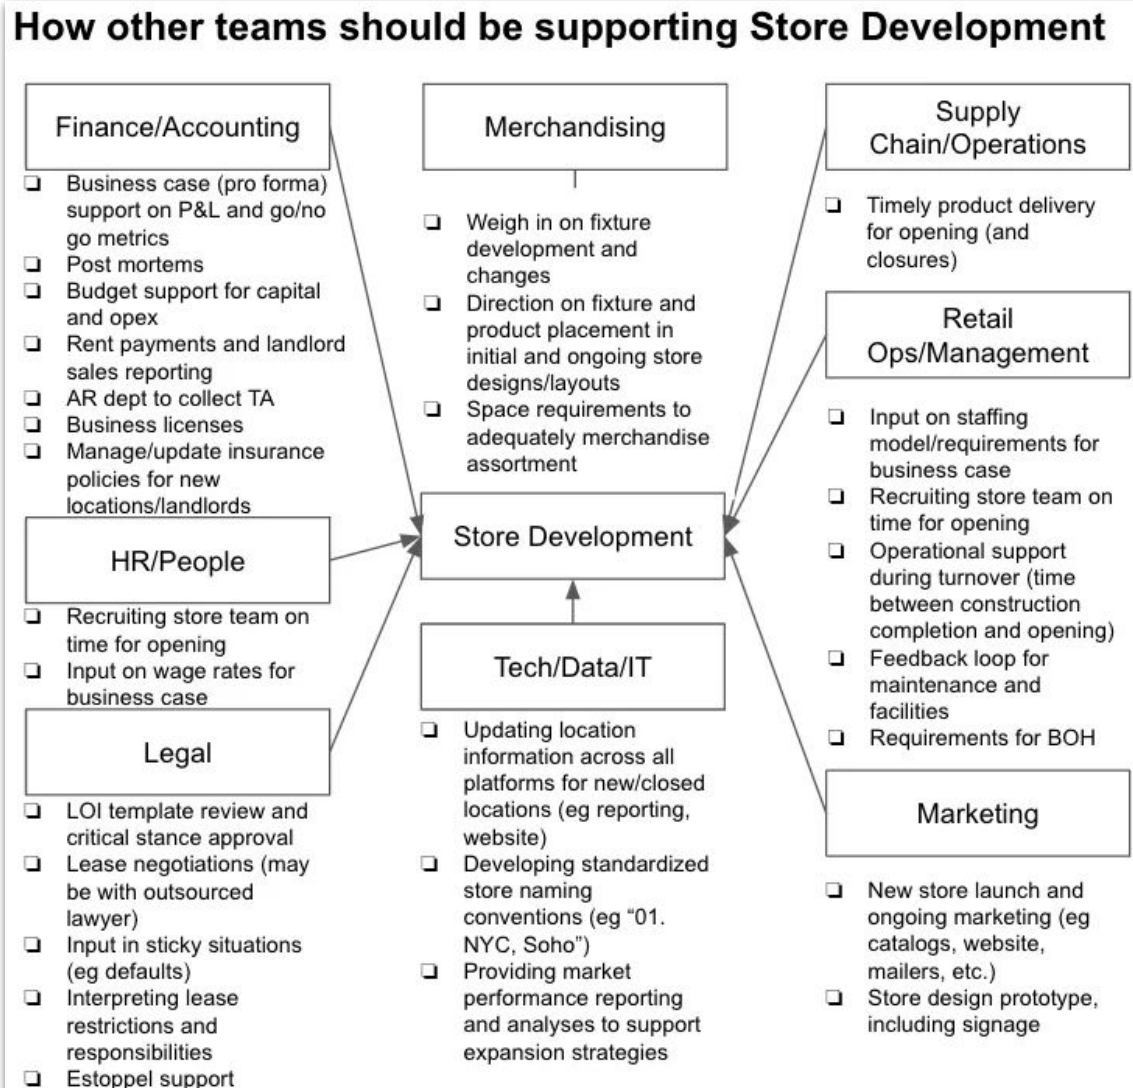 How other teams should be supporting Store Development
Finance/Accounting
❏ Business case (pro forma)
support on P&L and go/no
go metrics
❏ Post mortems
❏ Budget support for capital
and opex
❏ Rent payments and landlord
sales reporting
❏ AR dept to collect TA
❏ Business licenses
❏ Manage/update insurance
policies for new
locations/landlords
HR/People
❏ Recruiting store team on
time for opening
❏ Input on wage rates for
business case
Legal
❏ LOI template review and
critical stance approval
❏ Lease negotiations (may
be with outsourced
lawyer)
❏ Input in sticky situations
(eg defaults)
❏ Interpreting lease
restrictions and
responsibilities
❏ Estoppel support
Merchandising
❏ Weigh in on fixture
development and
changes
❏ Direction on fixture and
product placement in
initial and ongoing store
designs/layouts
❏ Space requirements to
adequately merchandise
assortment
Store Development
Tech/Data/IT
❏ Updating location
information across all
platforms for new/closed
locations (eg reporting,
website)
❏ Developing standardized
store naming
conventions (eg “01.
NYC, Soho”)
❏ Providing market
performance reporting
and analyses to support
expansion strategies
Supply
Chain/Operations
❏ Timely product delivery
for opening (and
closures)
Retail
Ops/Management
❏ Input on staffing
model/requirements for
business case
❏ Recruiting store team on
time for opening
❏ Operational support
during turnover (time
between construction
completion and opening)
❏ Feedback loop for
maintenance and
facilities
❏ Requirements for BOH
Marketing
❏ New store launch and
ongoing marketing (eg
catalogs, website,
mailers, etc.)
❏ Store design prototype,
including signage